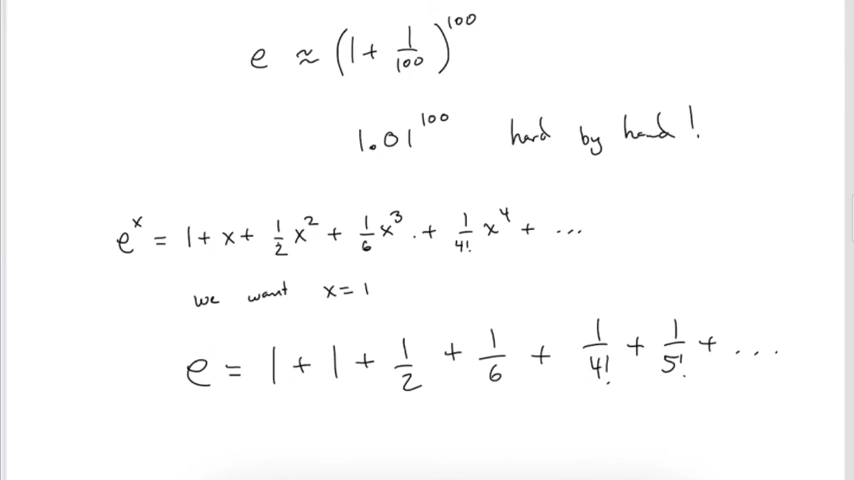 e ≈ (1 + 1/100)^100
1.01^100 hard by hand!
e^x = 1 + x + 1/2 x^2 + 1/6 x^3 . + 1/4! x^4 + ...
we want x = 1
e = 1 + 1 + 1/2 + 1/6 + 1/4! + 1/5! + ...